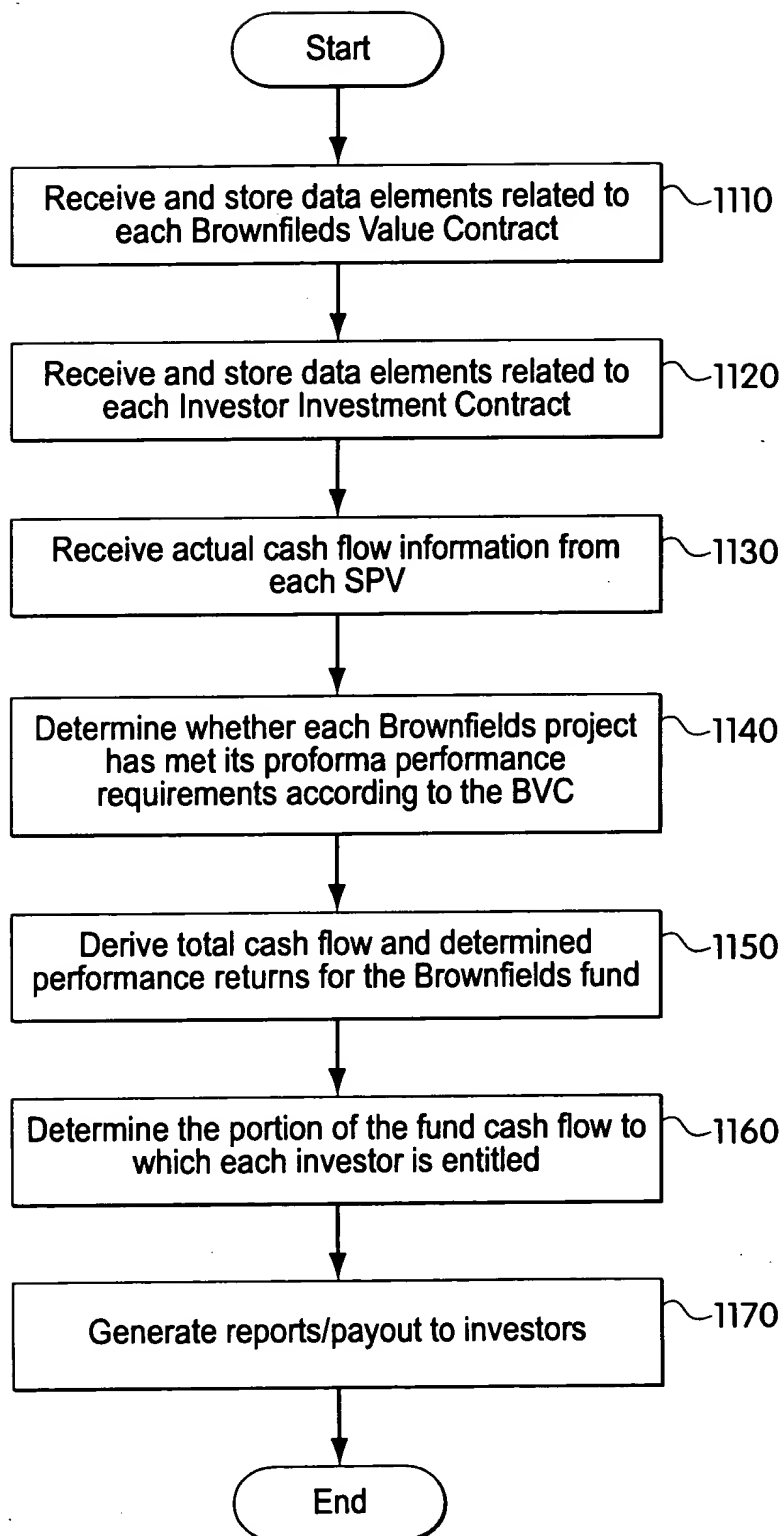 Start
Receive and store data elements related to
each Brownfileds Value Contract
1110
Receive and store data elements related to
each Investor Investment Contract
1120
Receive actual cash flow information from
each SPV
1130
Determine whether each Brownfields project
has met its proforma performance
requirements according to the BVC
1140
Derive total cash flow and determined
performance returns for the Brownfields fund
1150
Determine the portion of the fund cash flow to
which each investor is entitled
1160
Generate reports/payout to investors
1170
End